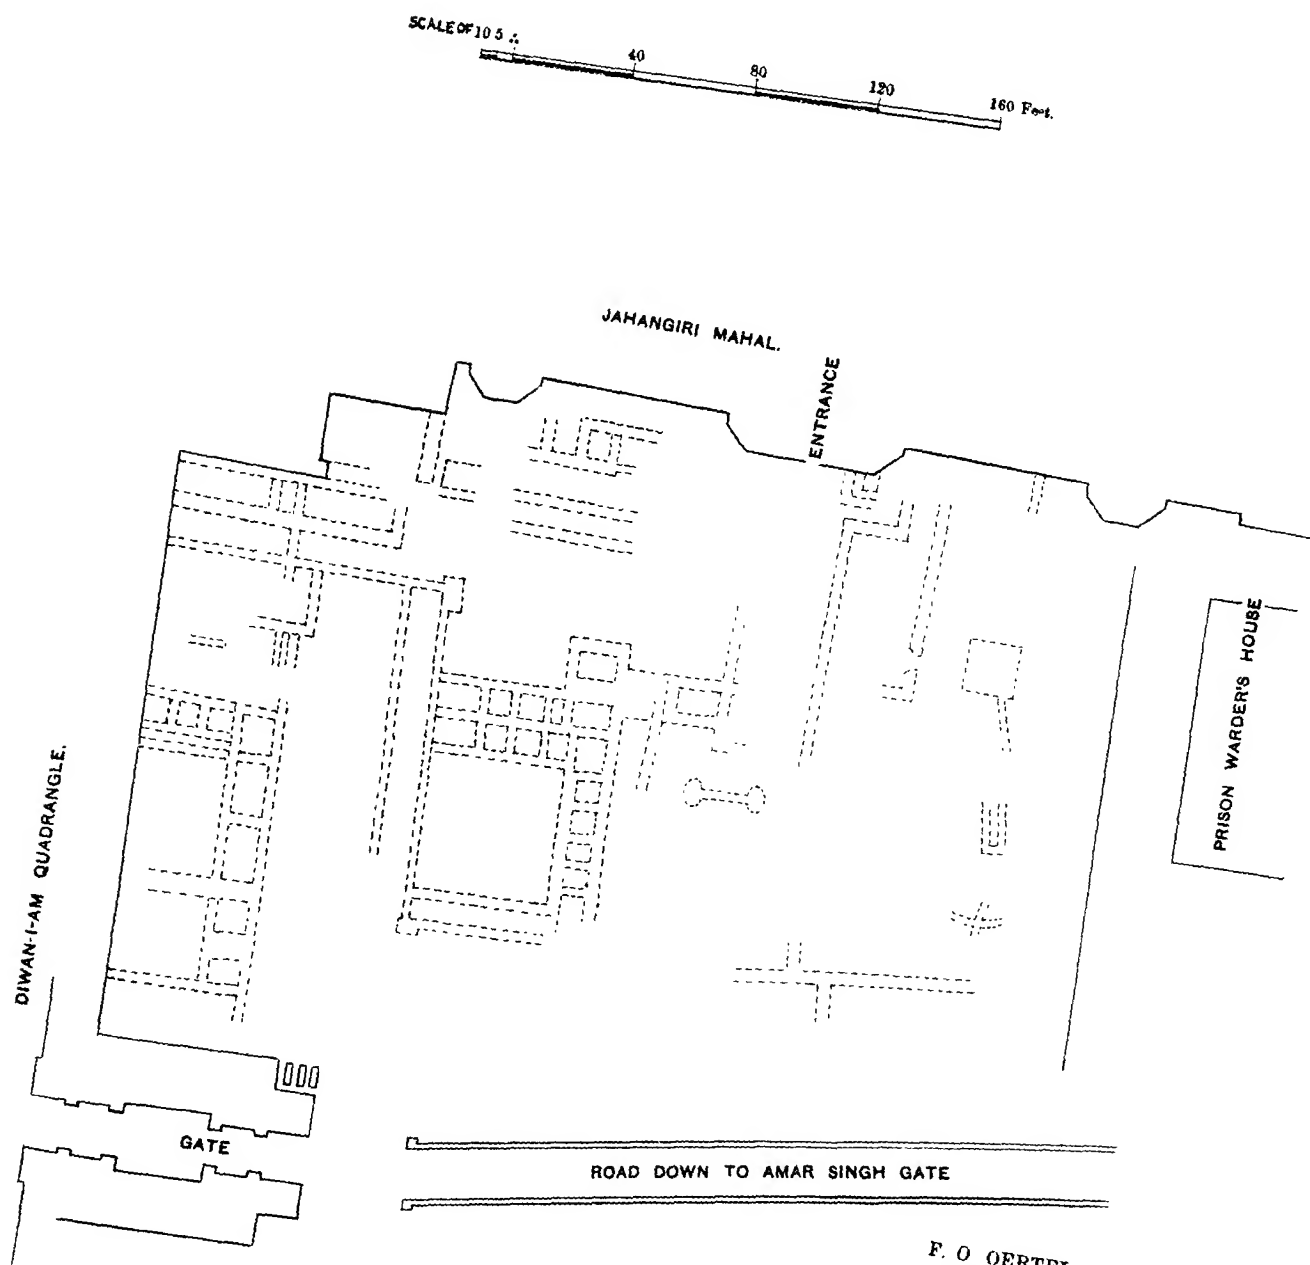 SCALE OF 10 5
40
80
120
160 Feet.
JAHANGIRI MAHAL.
ENTRANCE
PRISON WARDER'S HOUSE
DIWAN-I-AM QUADRANGLE.
GATE
ROAD DOWN TO AMAR SINGH GATE
F. O OERTEL